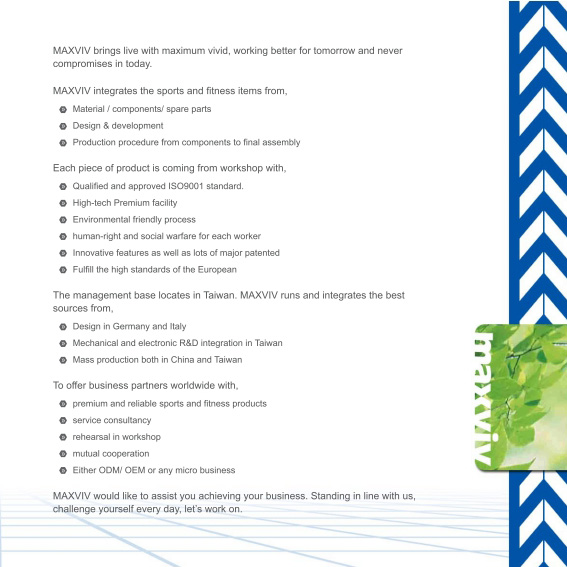 MAXVIV brings live with maximum vivid, working better for tomorrow and never
compromises in today.
MAXVIV integrates the sports and fitness items from,
Material / components/ spare parts
Design & development
Production procedure from components to final assembly
Each piece of product is coming from workshop with,
Qualified and approved ISO9001 standard.
High-tech Premium facility
Environmental friendly process
human-right and social warfare for each worker
Innovative features as well as lots of major patented
Fulfill the high standards of the European
The management base locates in Taiwan. MAXVIV runs and integrates the best
sources from,
Design in Germany and Italy
Mechanical and electronic R&D integration in Taiwan
Mass production both in China and Taiwan
To offer business partners worldwide with,
premium and reliable sports and fitness products
service consultancy
rehearsal in workshop
mutual cooperation
Either ODM/ OEM or any micro business
MAXVIV would like to assist you achieving your business. Standing in line with us,
challenge yourself every day, let's work on.
maxviv